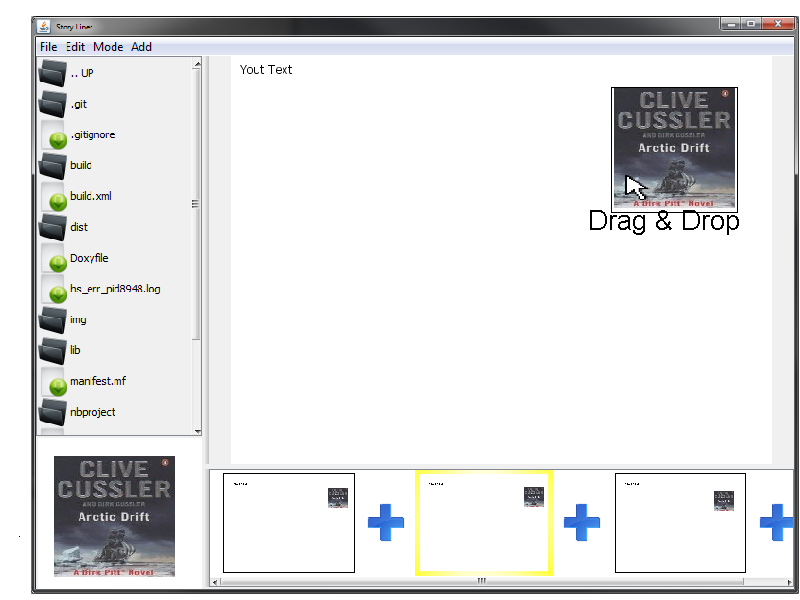 Story Liner
File Edit Mode Add
.. UP
.git
.gitignore
build
build.xml
dist
Doxyfile
hs_err_pid8948.log
img
lib
manifest.mf
nbproject
Yout Text
CLIVE
CUSSLER
AND DIRK CUSSLER
Arctic Drift
A Dirk Pitt® Novel
Drag & Drop
CLIVE
CUSSLER
AND DIRK CUSSLER
Arctic Drift
A Dirk Pitt® Novel